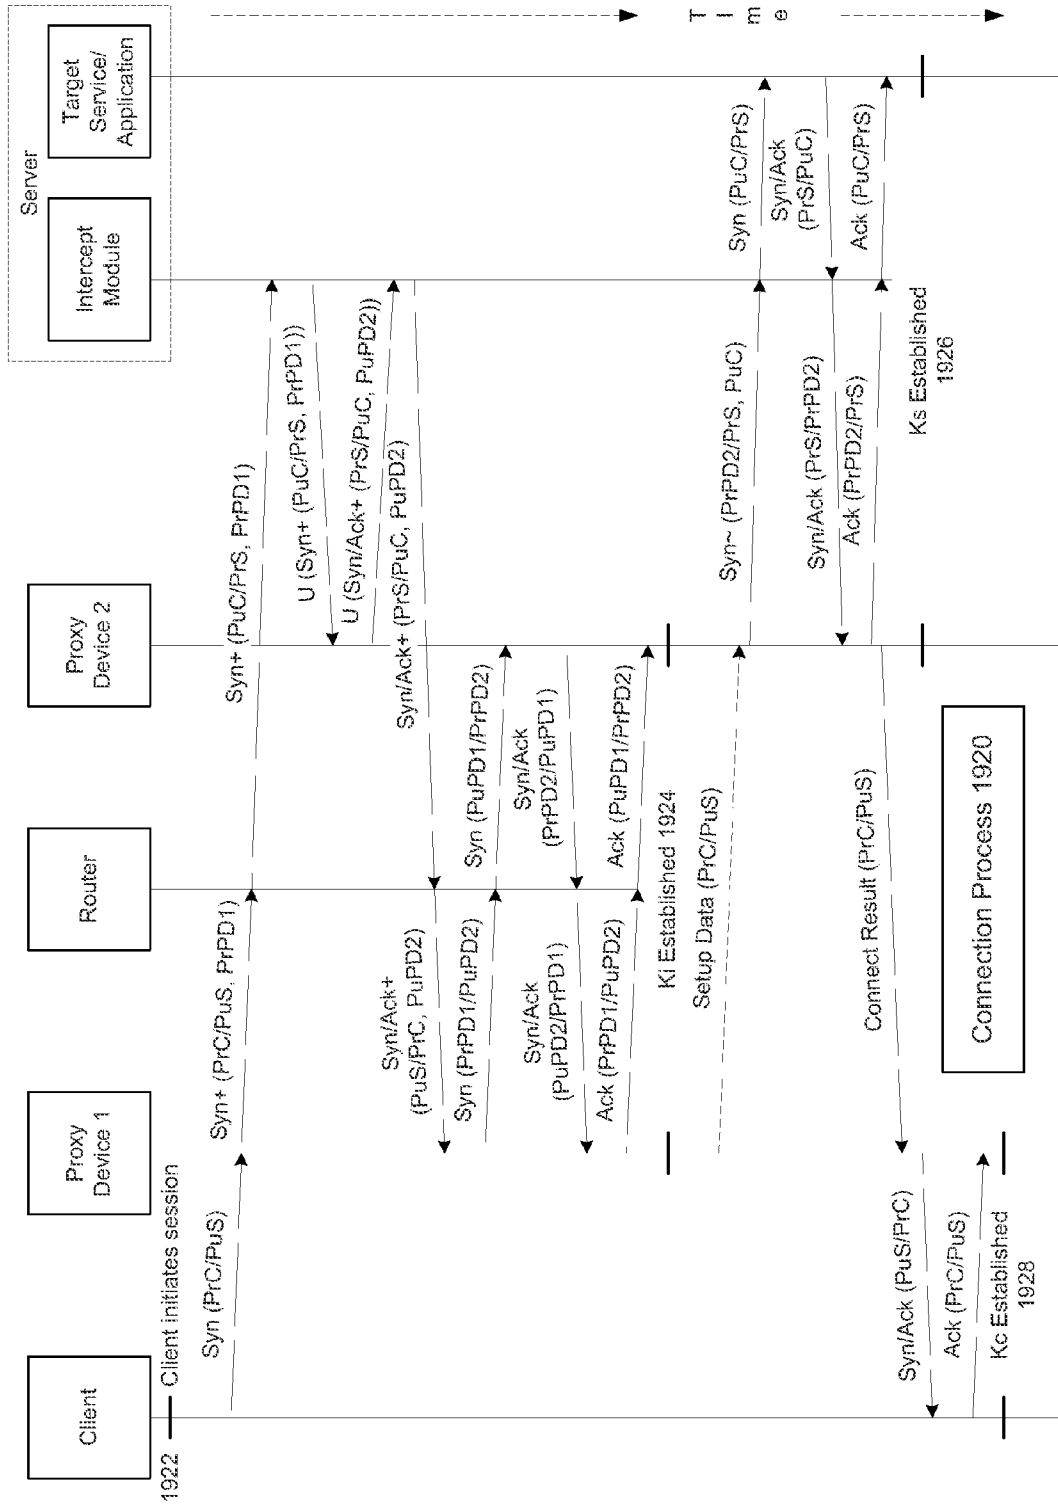 Server
Client
Proxy
Device 1
Router
Proxy
Device 2
Intercept
Module
Target
Service/
Application
1922
Client initiates session
Syn (PrC/PuS)
Syn+ (PrC/PuS, PrPD1)
Syn+ (PuC/PrS, PrPD1)
U (Syn+ (PuC/PrS, PrPD1))
U (Syn/Ack+ (PrS/PuC, PuPD2))
Syn/Ack+ (PrS/PuC, PuPD2)
Syn/Ack+
(PuS/PrC, PuPD2)
Syn (PrPD1/PuPD2)
Syn (PuPD1/PrPD2)
Syn/Ack
(PrPD2/PuPD1)
Syn/Ack
(PuPD2/PrPD1)
Ack (PrPD1/PuPD2)
Ack (PuPD1/PrPD2)
Ki Established 1924
Setup Data (PrC/PuS)
Syn~ (PrPD2/PrS, PuC)
Syn (PuC/PrS)
Syn/Ack
(PrS/PuC)
Syn/Ack (PrS/PrPD2)
Ack (PrPD2/PrS)
Ack (PuC/PrS)
Ks Established
1926
Connect Result (PrC/PuS)
Syn/Ack (PuS/PrC)
Ack (PrC/PuS)
Kc Established
1928
Connection Process 1920
Time